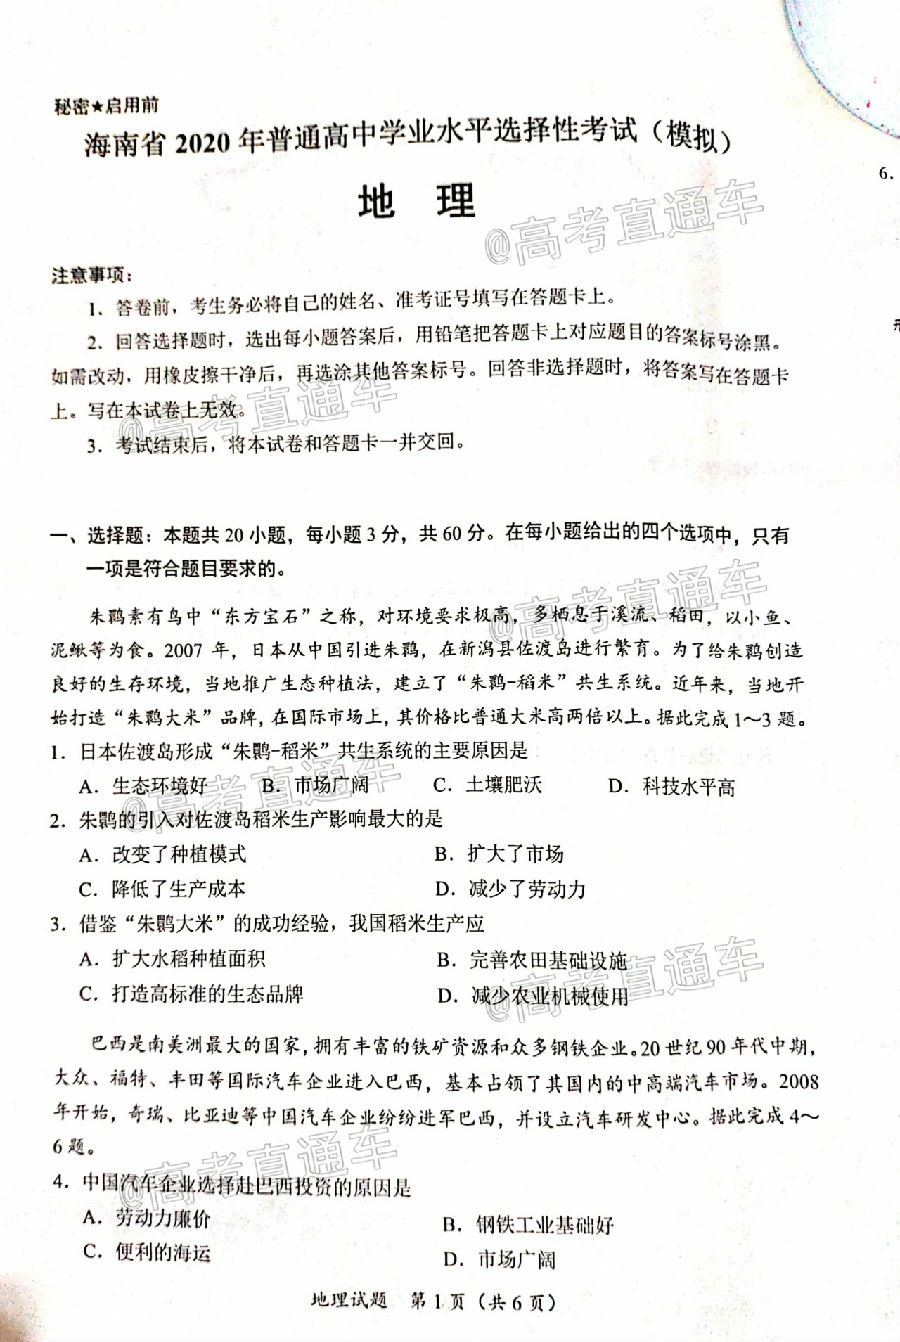 秘密★启用前
海南省 2020 年普通高中学业水平选择性考试（模拟）
地 理
@高考直通车
6．
注意事项：
1．答卷前，考生务必将自己的姓名、准考证号填写在答题卡上。
2．回答选择题时，选出每小题答案后，用铅笔把答题卡上对应题目的答案标号涂黑。
如需改动，用橡皮擦干净后，再选涂其他答案标号。回答非选择题时，将答案写在答题卡
上。写在本试卷上无效。
@高考直通车
3．考试结束后，将本试卷和答题卡一并交回。
一、选择题：本题共 20 小题，每小题 3 分，共 60 分。在每小题给出的四个选项中，只有
一项是符合题目要求的。
@高考直通车
朱鹮素有鸟中“东方宝石”之称，对环境要求极高，多栖息于溪流、稻田，以小鱼、
泥鳅等为食。2007 年，日本从中国引进朱鹮，在新潟县佐渡岛进行繁育。为了给朱鹮创造
良好的生存环境，当地推广生态种植法，建立了“朱鹮-稻米”共生系统。近年来，当地开
始打造“朱鹮大米”品牌，在国际市场上，其价格比普通大米高两倍以上。据此完成 1～3 题。
1．日本佐渡岛形成“朱鹮-稻米”共生系统的主要原因是
A．生态环境好 B．市场广阔 C．土壤肥沃 D．科技水平高
@高考直通车
2．朱鹮的引入对佐渡岛稻米生产影响最大的是
A．改变了种植模式 B．扩大了市场
C．降低了生产成本 D．减少了劳动力
3．借鉴“朱鹮大米”的成功经验，我国稻米生产应
A．扩大水稻种植面积 B．完善农田基础设施
C．打造高标准的生态品牌 D．减少农业机械使用
@高考直通车
巴西是南美洲最大的国家，拥有丰富的铁矿资源和众多钢铁企业。20 世纪 90 年代中期，
大众、福特、丰田等国际汽车企业进入巴西，基本占领了其国内的中高端汽车市场。2008
年开始，奇瑞、比亚迪等中国汽车企业纷纷进军巴西，并设立汽车研发中心。据此完成 4～
6 题。
@高考直通车
4．中国汽车企业选择赴巴西投资的原因是
A．劳动力廉价 B．钢铁工业基础好
C．便利的海运 D．市场广阔
地理试题 第 1 页（共 6 页）